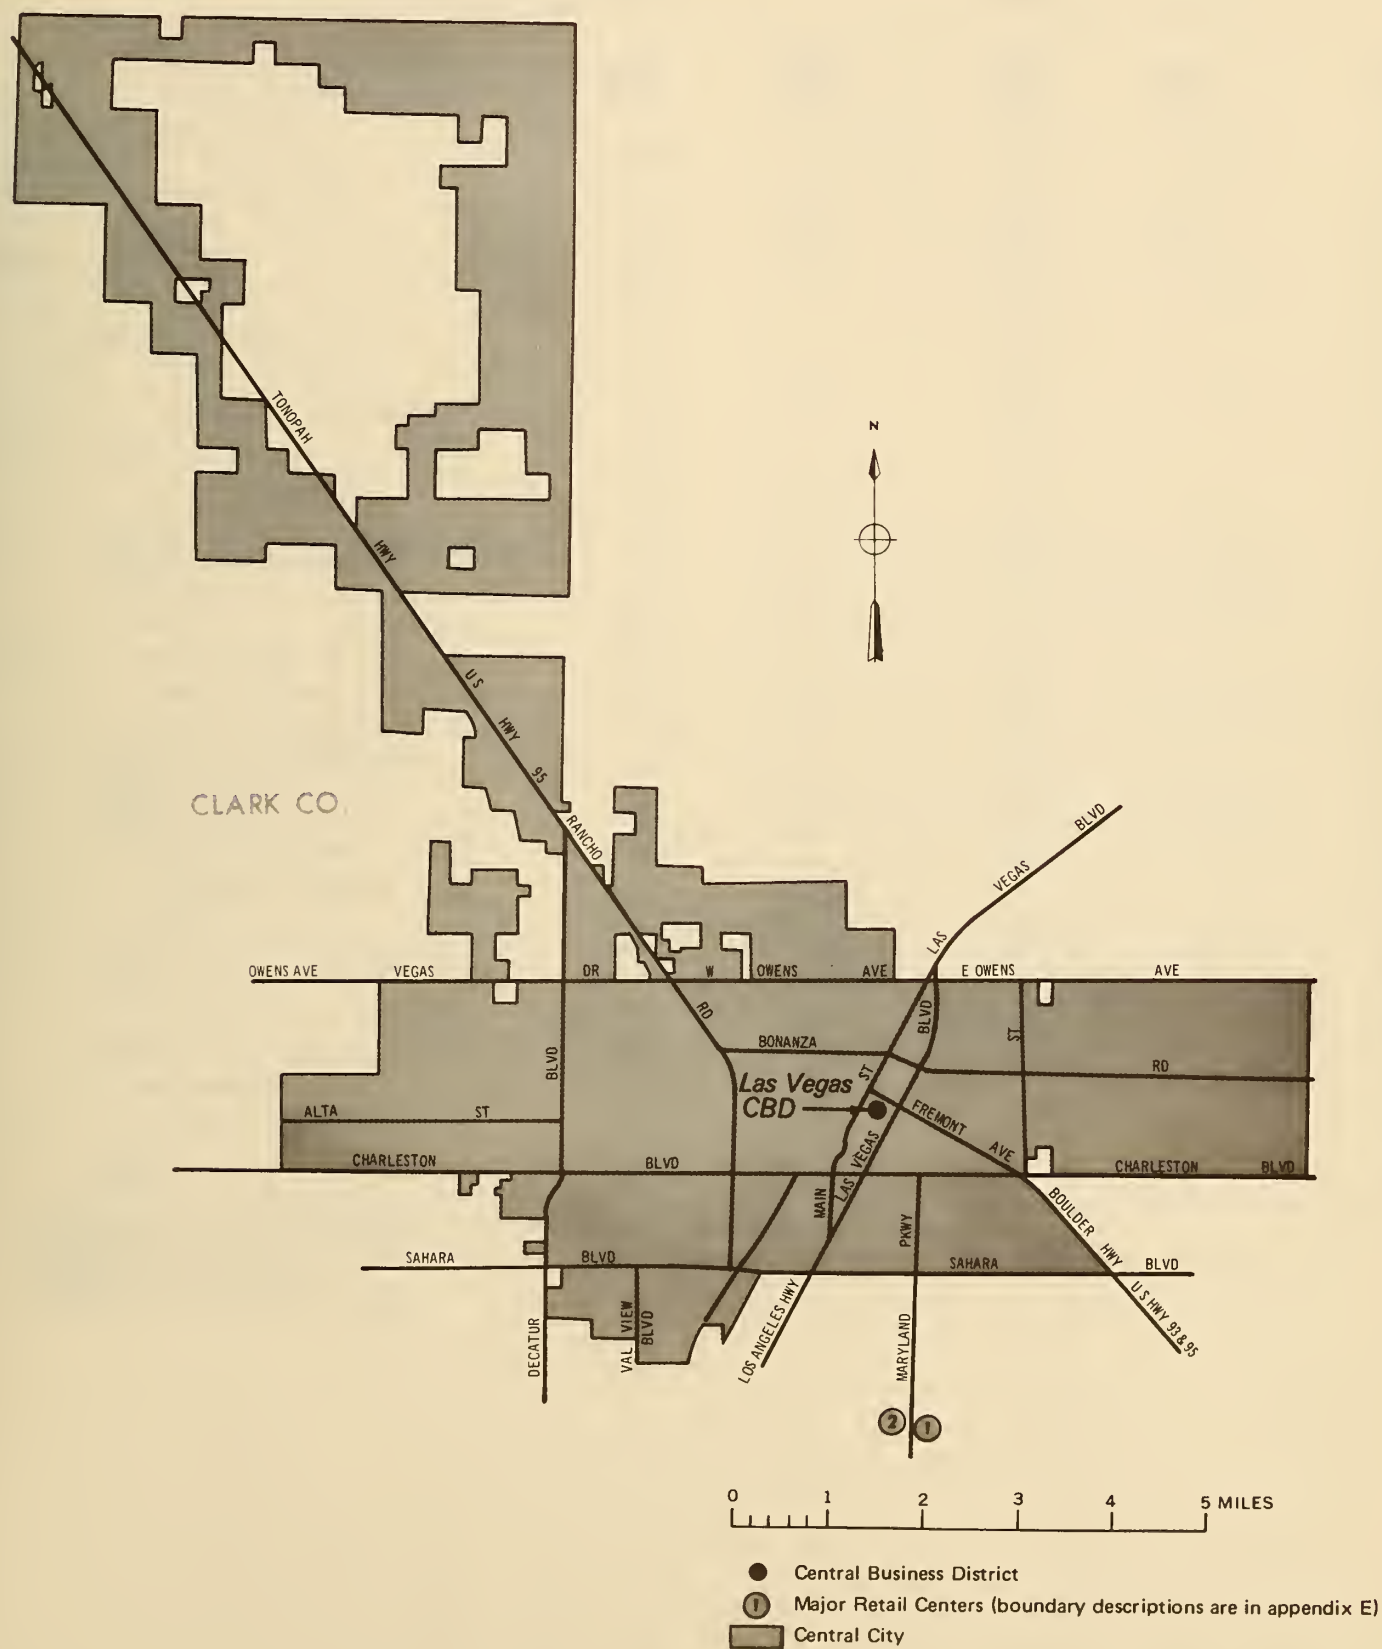 TONOPAH
HWY
N
US
HWY
95
CLARK CO.
RANCHO
BLVD
VEGAS
LAS
OWENS AVE
VEGAS
DR
W
OWENS
AVE
E OWENS
AVE
RD
BLVD
ST
BONANZA
RD
BLVD
ST
Las Vegas
CBD
FREMONT
AVE
ALTA
ST
CHARLESTON
BLVD
CHARLESTON
BLVD
LAS VEGAS
MAIN
PKWY
BOULDER
HWY
SAHARA
BLVD
SAHARA
BLVD
US HWY 93&95
DECATUR
VAL VIEW
BLVD
LOS ANGELES HWY
MARYLAND
2
1
0 1 2 3 4 5 MILES
Central Business District
1 Major Retail Centers (boundary descriptions are in appendix E)
Central City